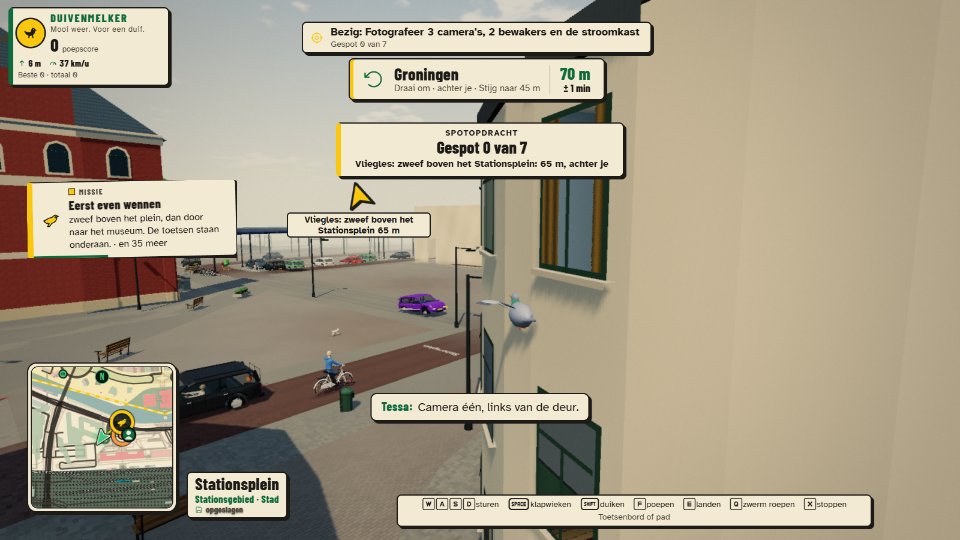 DUIVENMELKER
Mooi weer. Voor een duif.
0 poepscore
↑ 6 m 37 km/u
Beste 0 · totaal 0
Bezig: Fotografeer 3 camera's, 2 bewakers en de stroomkast
Gespot 0 van 7
Groningen
Draai om · achter je · Stijg naar 45 m
70 m
± 1 min
SPOTOPDRACHT
Gespot 0 van 7
Vliegles: zweef boven het Stationsplein: 65 m, achter je
MISSIE
Eerst even wennen
zweef boven het plein, dan door
naar het museum. De toetsen staan
onderaan. · en 35 meer
Vliegles: zweef boven het
Stationsplein 65 m
Tessa: Camera één, links van de deur.
N
Stationsplein
Stationsgebied · Stad
opgeslagen
W A S D sturen SPACE klapwieken SHIFT duiken F poepen E landen Q zwerm roepen X stoppen
Toetsenbord of pad